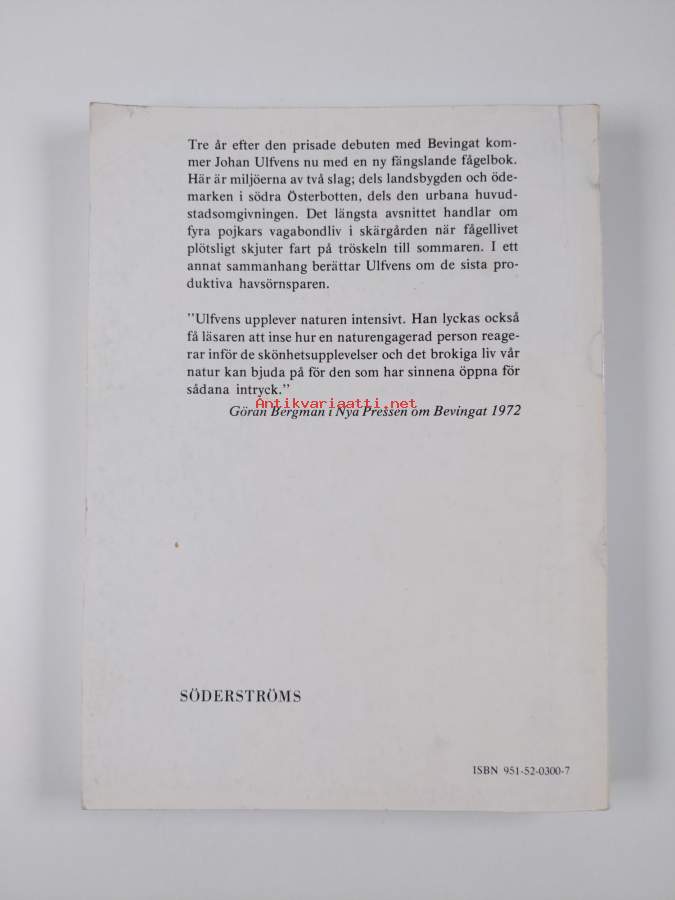 Tre år efter den prisade debuten med Bevingat kom-
mer Johan Ulfvens nu med en ny fängslande fågelbok.
Här är miljöerna av två slag; dels landsbygden och öde-
marken i södra Österbotten, dels den urbana huvud-
stadsomgivningen. Det längsta avsnittet handlar om
fyra pojkars vagabondliv i skärgården när fågellivet
plötsligt skjuter fart på tröskeln till sommaren. I ett
annat sammanhang berättar Ulfvens om de sista pro-
duktiva havsörnsparen.
"Ulfvens upplever naturen intensivt. Han lyckas också
få läsaren att inse hur en naturengagerad person reage-
rar inför de skönhetsupplevelser och det brokiga liv vår
natur kan bjuda på för den som har sinnena öppna för
sådana intryck."
Antikvariaatti.net
Göran Bergman i Nya Pressen om Bevingat 1972
SÖDERSTRÖMS
ISBN 951-52-0300-7